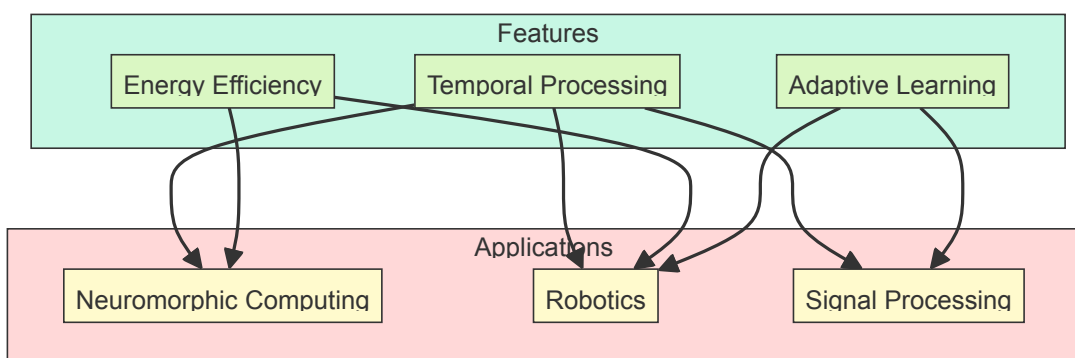 Features
Energy Efficiency
Temporal Processing
Adaptive Learning
Applications
Neuromorphic Computing
Robotics
Signal Processing